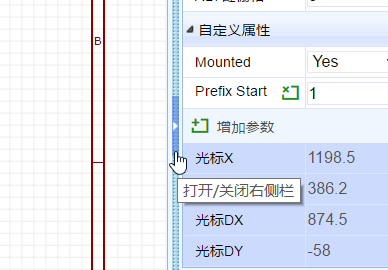 自定义属性
B
Mounted Yes
Prefix Start 1
增加参数
光标X 1198.5
打开/关闭右侧栏 386.2
光标DX 874.5
光标DY -58